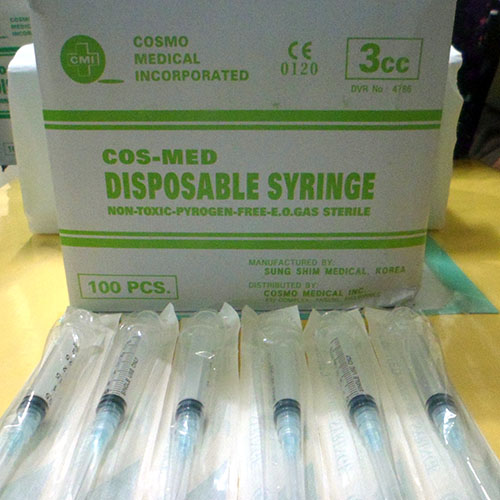 CMI
COSMO
MEDICAL
INCORPORATED
CE
0120
3cc
DVR No. 4786
COS-MED
DISPOSABLE SYRINGE
NON-TOXIC-PYROGEN-FREE-E.O.GAS STERILE
100 PCS.
MANUFACTURED BY:
SUNG SHIM MEDICAL, KOREA
DISTRIBUTED BY:
COSMO MEDICAL INC.